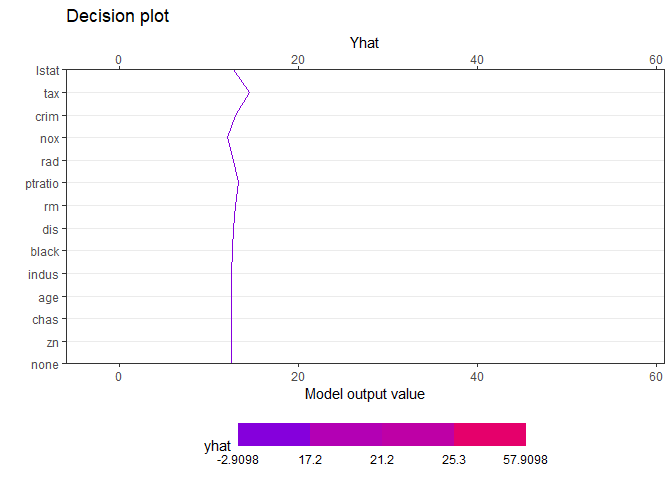 Decision plot
Yhat
0 20 40 60
lstat
tax
crim
nox
rad
ptratio
rm
dis
black
indus
age
chas
zn
none
0 20 40 60
Model output value
yhat
-2.9098 17.2 21.2 25.3 57.9098